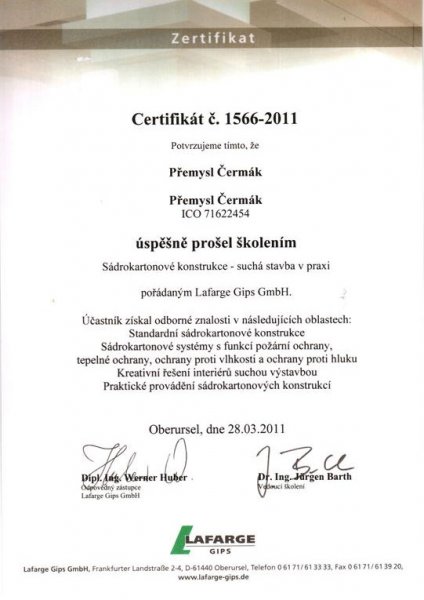 Zertifikat
Certifikát č. 1566-2011
Potvrzujeme tímto, že
Přemysl Čermák
Přemysl Čermák
ICO 71622454
úspěšně prošel školením
Sádrokartonové konstrukce - suchá stavba v praxi
pořádaným Lafarge Gips GmbH.
Účastník získal odborné znalosti v následujících oblastech:
Standardní sádrokartonové konstrukce
Sádrokartonové systémy s funkcí požární ochrany,
tepelné ochrany, ochrany proti vlhkosti a ochrany proti hluku
Kreativní řešení interiérů suchou výstavbou
Praktické provádění sádrokartonových konstrukcí
Oberursel, dne 28.03.2011
Dipl. Ing. Werner Huber
Odpovědný zástupce
Lafarge Gips GmbH
Dr. Ing. Jürgen Barth
Vedoucí školení
LAFARGE
GIPS
Lafarge Gips GmbH, Frankfurter Landstraße 2-4, D-61440 Oberursel, Telefon 0 61 71/ 61 33 33, Fax 0 61 71/ 61 39 20,
www.lafarge-gips.de